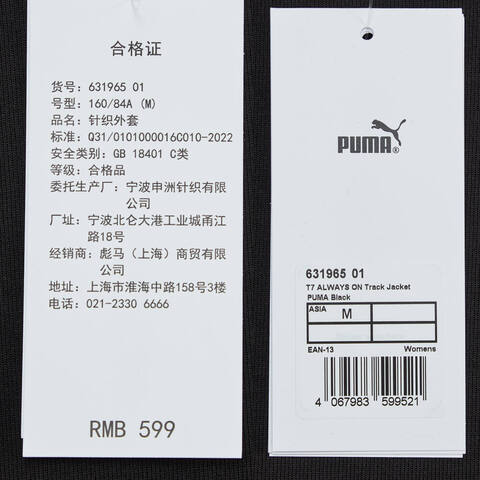 合格证
货号: 631965 01
号型: 160/84A (M)
品名: 针织外套
标准: Q31/0101000016C010-2022
安全类别: GB 18401 C类
等级: 合格品
委托生产厂: 宁波申洲针织有限
公司
厂址: 宁波北仑大港工业城甬江
路18号
经销商: 彪马（上海）商贸有限
公司
地址: 上海市淮海中路158号3楼
电话: 021-2330 6666
RMB 599
PUMA®
631965 01
T7 ALWAYS ON Track Jacket
PUMA Black
ASIA M
EAN-13 Womens
4 067983 599521